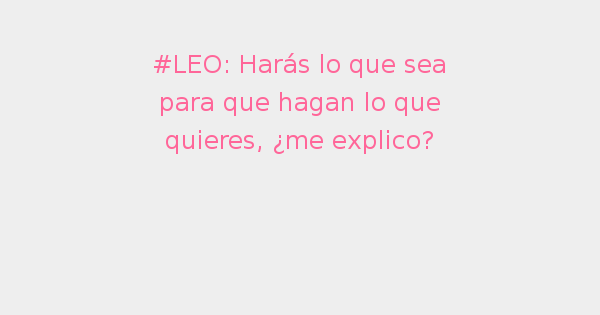 #LEO: Harás lo que sea
para que hagan lo que
quieres, ¿me explico?